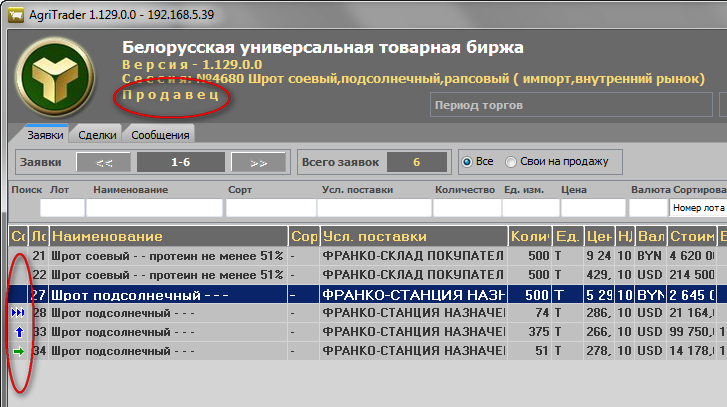 AgriTrader 1.129.0.0 - 192.168.5.39
Белорусская универсальная товарная биржа
Версия - 1.129.0.0
Сессия: №4680 Шрот соевый,подсолнечный,рапсовый ( импорт,внутренний рынок)
Продавец
Период торгов
Заявки Сделки Сообщения
Заявки << 1-6 >> Всего заявок 6 Все Свои на продажу
Поиск Лот Наименование Сорт Усл. поставки Количество Ед. изм. Цена Валюта Сортирова
Номер лота
Сс Лс Наименование Сор Усл. поставки Колич Ед. Цен НД Вал Стоим
21 Шрот соевый - - протеин не менее 51% - ФРАНКО-СКЛАД ПОКУПАТЕЛ 500 Т 9 24 10 BYN 4 620 0
22 Шрот соевый - - протеин не менее 51% - ФРАНКО-СКЛАД ПОКУПАТЕЛ 500 Т 429, 10 USD 214 500
27 Шрот подсолнечный - - - ФРАНКО-СТАНЦИЯ НАЗН 500 Т 5 29 10 BYN 2 645 0
28 Шрот подсолнечный - - - ФРАНКО-СТАНЦИЯ НАЗНАЧЕ 74 Т 286, 10 USD 21 164,
33 Шрот подсолнечный - - - ФРАНКО-СТАНЦИЯ НАЗНАЧЕ 375 Т 266, 10 USD 99 750,
34 Шрот подсолнечный - - - ФРАНКО-СТАНЦИЯ НАЗНАЧЕ 51 Т 278, 10 USD 14 178,